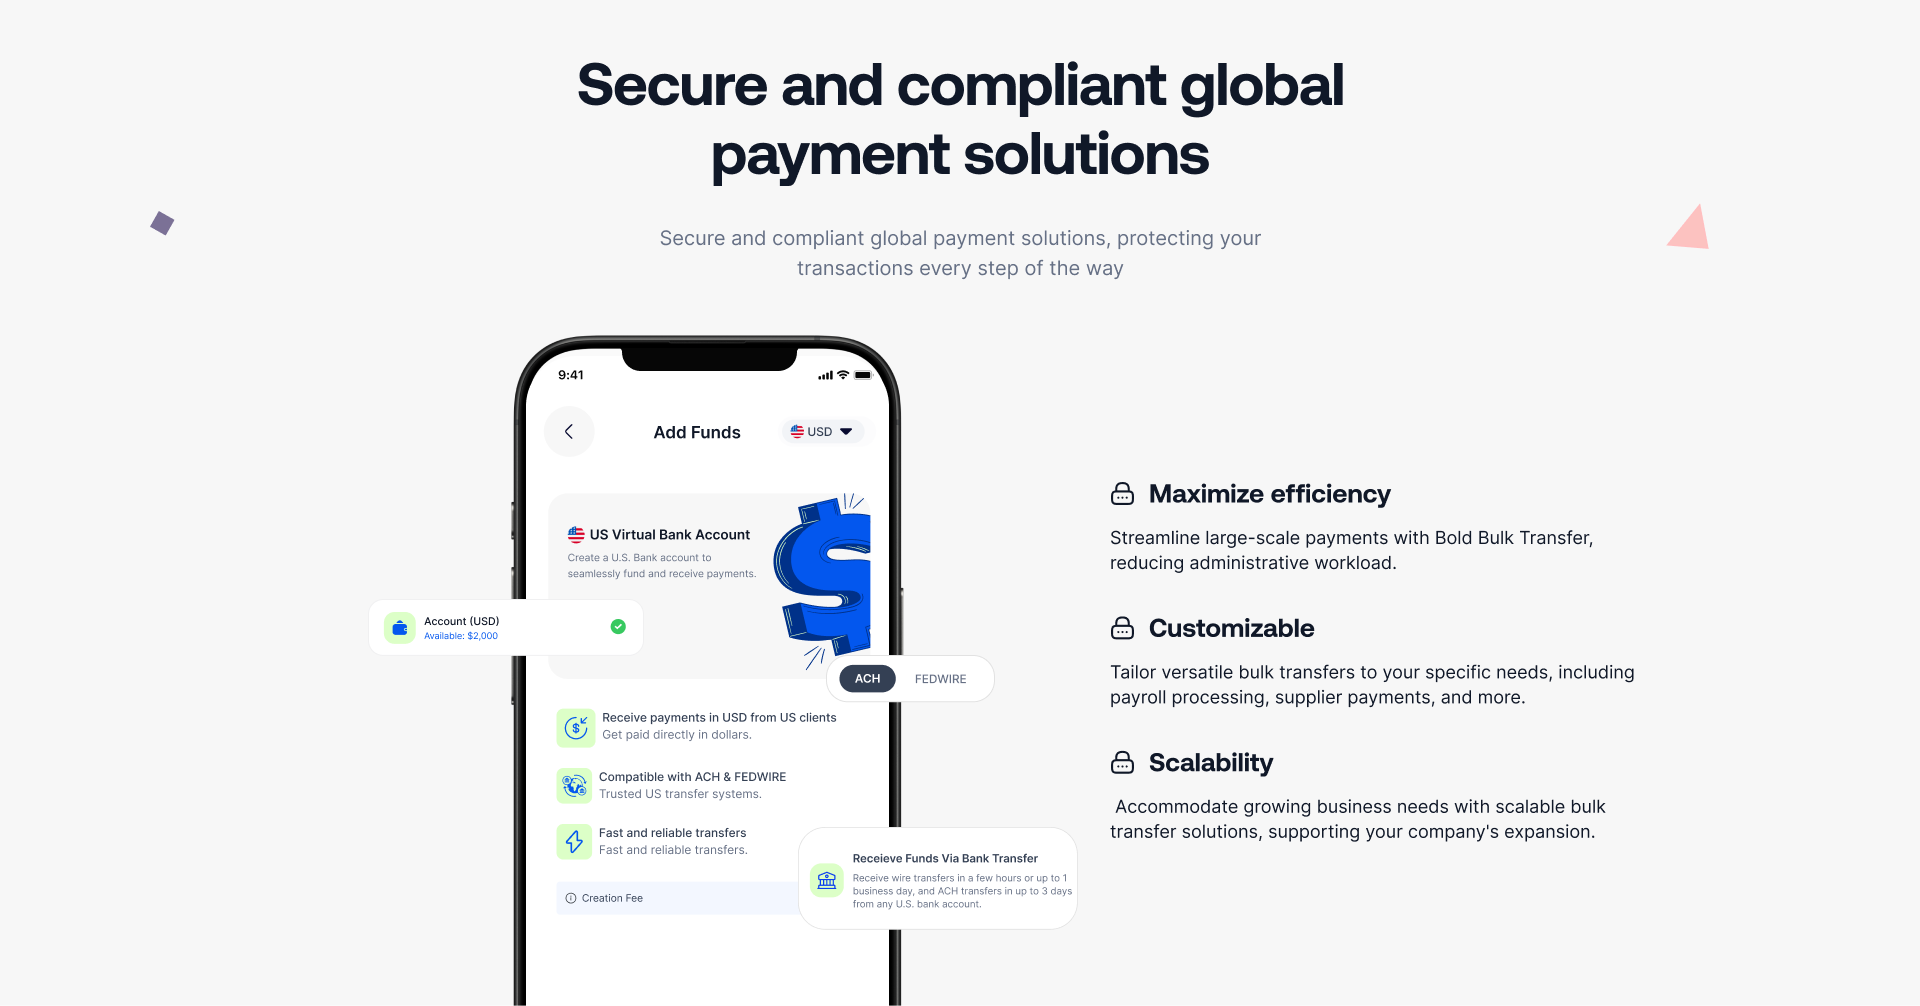 Secure and compliant global
payment solutions
Secure and compliant global payment solutions, protecting your
transactions every step of the way
9:41
Add Funds
USD
US Virtual Bank Account
Create a U.S. Bank account to
seamlessly fund and receive payments.
Account (USD)
Available: $2,000
ACH FEDWIRE
Receive payments in USD from US clients
Get paid directly in dollars.
Compatible with ACH & FEDWIRE
Trusted US transfer systems.
Fast and reliable transfers
Fast and reliable transfers.
Creation Fee
Receieve Funds Via Bank Transfer
Receive wire transfers in a few hours or up to 1
business day, and ACH transfers in up to 3 days
from any U.S. bank account.
Maximize efficiency
Streamline large-scale payments with Bold Bulk Transfer,
reducing administrative workload.
Customizable
Tailor versatile bulk transfers to your specific needs, including
payroll processing, supplier payments, and more.
Scalability
Accommodate growing business needs with scalable bulk
transfer solutions, supporting your company's expansion.